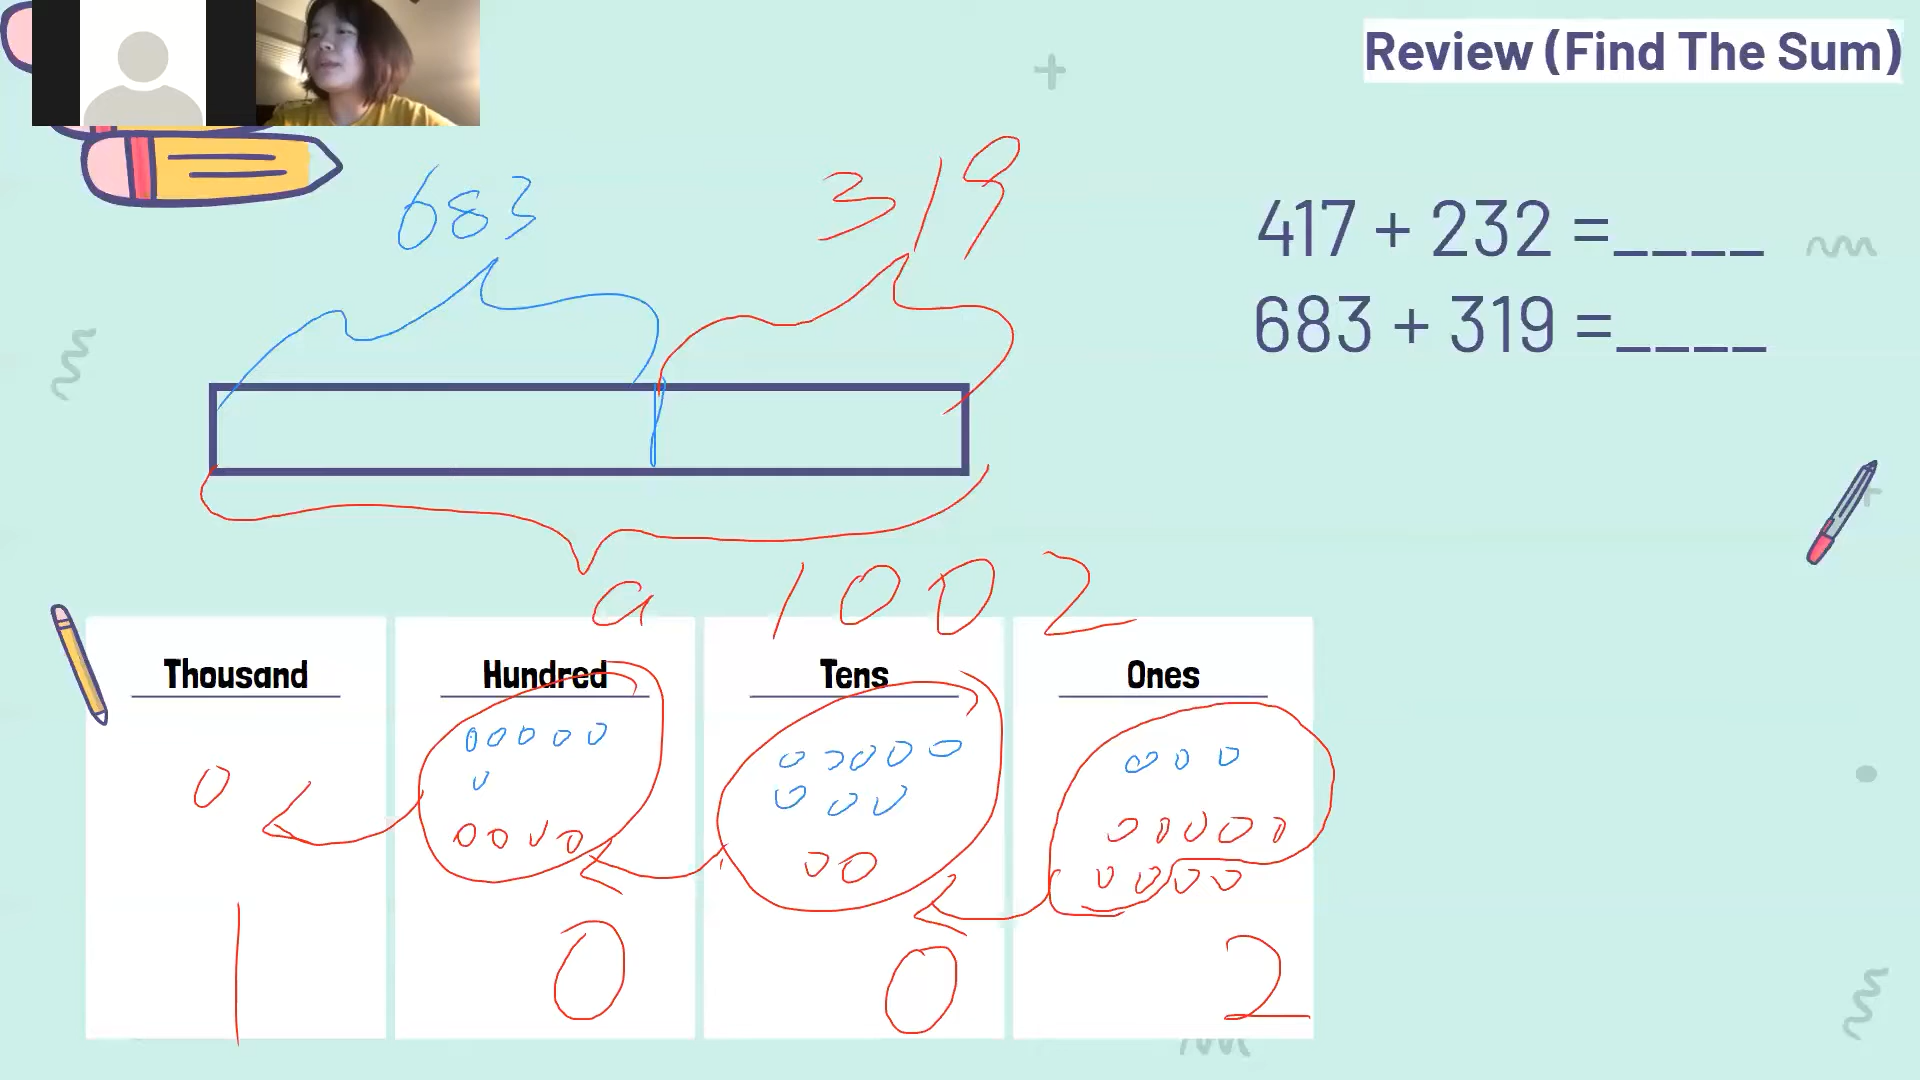 Review (Find The Sum)
683 319
417 + 232 =____
683 + 319 =____
a 1002
Thousand Hundred Tens Ones
1 0 0 2